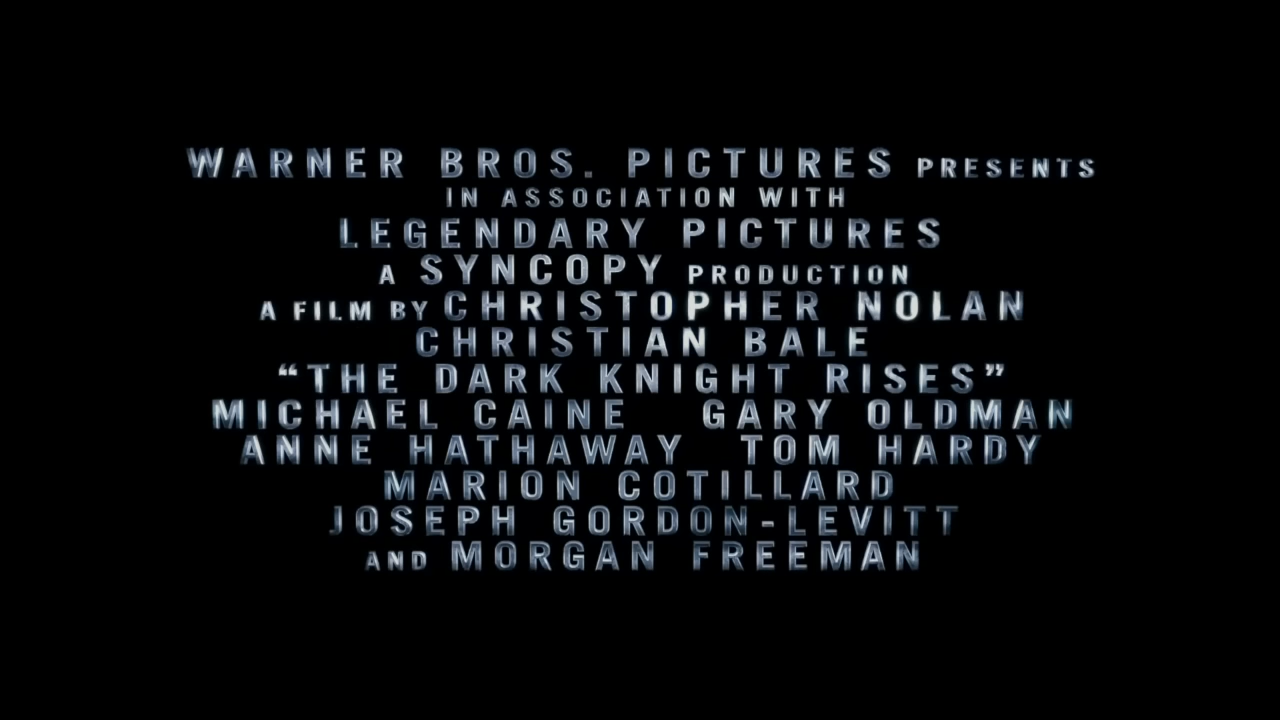 WARNER BROS. PICTURES PRESENTS
IN ASSOCIATION WITH
LEGENDARY PICTURES
A SYNCOPY PRODUCTION
A FILM BY CHRISTOPHER NOLAN
CHRISTIAN BALE
“THE DARK KNIGHT RISES”
MICHAEL CAINE GARY OLDMAN
ANNE HATHAWAY TOM HARDY
MARION COTILLARD
JOSEPH GORDON-LEVITT
AND MORGAN FREEMAN